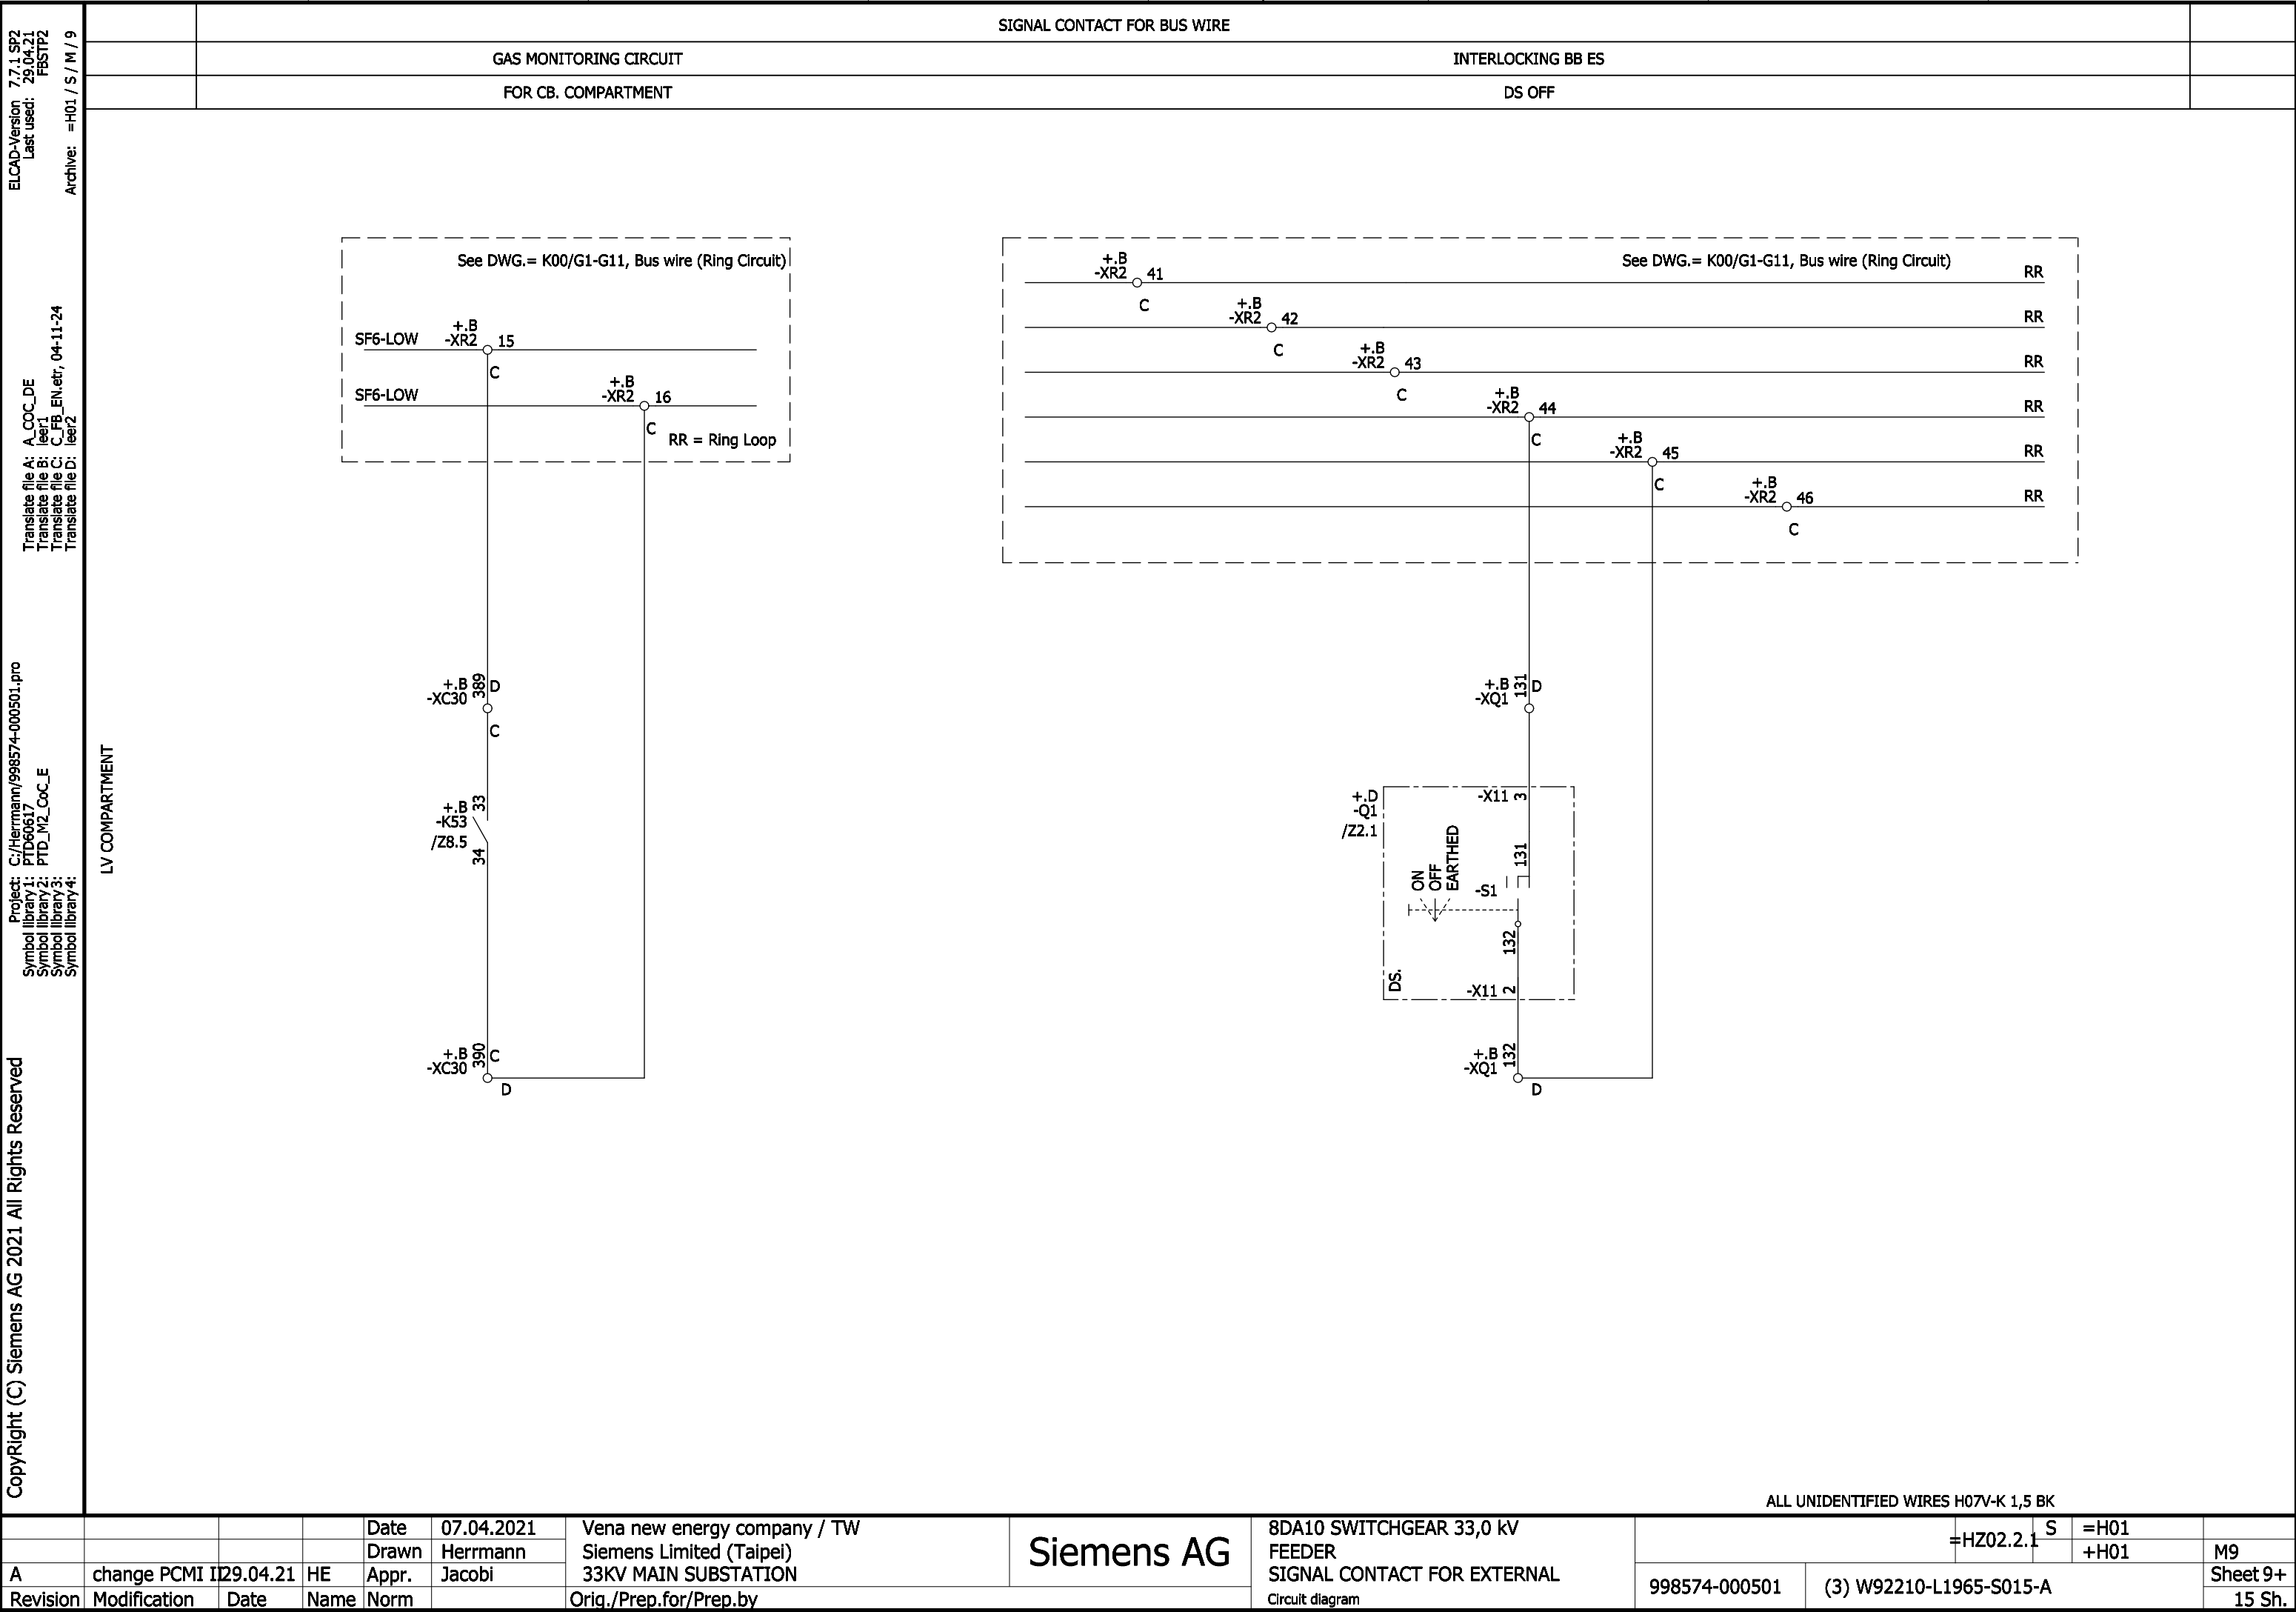 SIGNAL CONTACT FOR BUS WIRE
GAS MONITORING CIRCUIT
INTERLOCKING BB ES
FOR CB. COMPARTMENT
DS OFF
ELCAD-Version 7.7.1 SP2
Last used: 29.04.21
FBSTP2
Archive: =H01 / S / M / 9
Translate file A: A_COC_DE
Translate file B: leer1
Translate file C: C_FB_EN.etr, 04-11-24
Translate file D: leer2
Project: C:/Herrmann/998574-000501.pro
Symbol library1: PTD60617
Symbol library2: PTD_M2_CoC_E
Symbol library3:
Symbol library4:
CopyRight (C) Siemens AG 2021 All Rights Reserved
LV COMPARTMENT
See DWG.= K00/G1-G11, Bus wire (Ring Circuit)
SF6-LOW
+.B
-XR2 15
C
SF6-LOW
+.B
-XR2 16
C
RR = Ring Loop
+.B
-XC30
389
D
C
+.B
-K53
/Z8.5
33
34
+.B
-XC30
390
C
D
See DWG.= K00/G1-G11, Bus wire (Ring Circuit)
+.B
-XR2 41
C
RR
+.B
-XR2 42
C
RR
+.B
-XR2 43
C
RR
+.B
-XR2 44
C
RR
+.B
-XR2 45
C
RR
+.B
-XR2 46
C
RR
+.B
-XQ1
131
D
+.D
-Q1
/Z2.1
-X11 3
131
ON
OFF
EARTHED
-S1
132
DS.
-X11 2
+.B
-XQ1
132
D
ALL UNIDENTIFIED WIRES H07V-K 1,5 BK
Date 07.04.2021
Drawn Herrmann
A change PCMI II 29.04.21 HE Appr. Jacobi
Revision Modification Date Name Norm
Vena new energy company / TW
Siemens Limited (Taipei)
33KV MAIN SUBSTATION
Orig./Prep.for/Prep.by
Siemens AG
8DA10 SWITCHGEAR 33,0 kV
FEEDER
SIGNAL CONTACT FOR EXTERNAL
Circuit diagram
=HZ02.2.1
S =H01
+H01
998574-000501
(3) W92210-L1965-S015-A
M9
Sheet 9+
15 Sh.